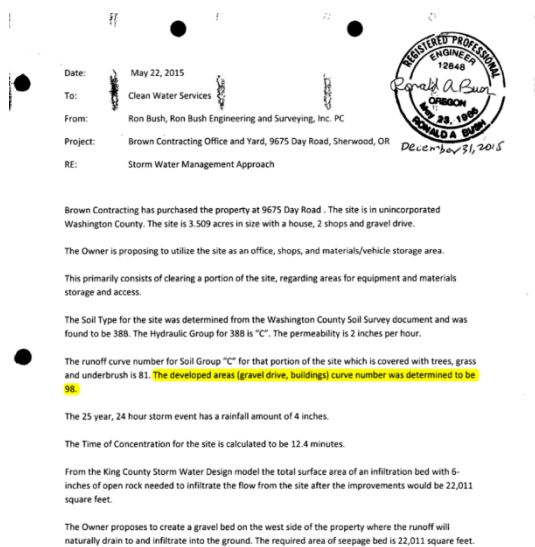 REGISTERED PROFESSIONAL
ENGINEER
12848
Ronald A Bush
OREGON
May 23, 1966
RONALD A BUSH
December 31, 2015
Date: May 22, 2015
To: Clean Water Services
From: Ron Bush, Ron Bush Engineering and Surveying, Inc. PC
Project: Brown Contracting Office and Yard, 9675 Day Road, Sherwood, OR
RE: Storm Water Management Approach
Brown Contracting has purchased the property at 9675 Day Road . The site is in unincorporated
Washington County. The site is 3.509 acres in size with a house, 2 shops and gravel drive.
The Owner is proposing to utilize the site as an office, shops, and materials/vehicle storage area.
This primarily consists of clearing a portion of the site, regarding areas for equipment and materials
storage and access.
The Soil Type for the site was determined from the Washington County Soil Survey document and was
found to be 38B. The Hydraulic Group for 38B is "C". The permeability is 2 inches per hour.
The runoff curve number for Soil Group "C" for that portion of the site which is covered with trees, grass
and underbrush is 81. The developed areas (gravel drive, buildings) curve number was determined to be
98.
The 25 year, 24 hour storm event has a rainfall amount of 4 inches.
The Time of Concentration for the site is calculated to be 12.4 minutes.
From the King County Storm Water Design model the total surface area of an infiltration bed with 6-
inches of open rock needed to infiltrate the flow from the site after the improvements would be 22,011
square feet.
The Owner proposes to create a gravel bed on the west side of the property where the runoff will
naturally drain to and infiltrate into the ground. The required area of seepage bed is 22,011 square feet.